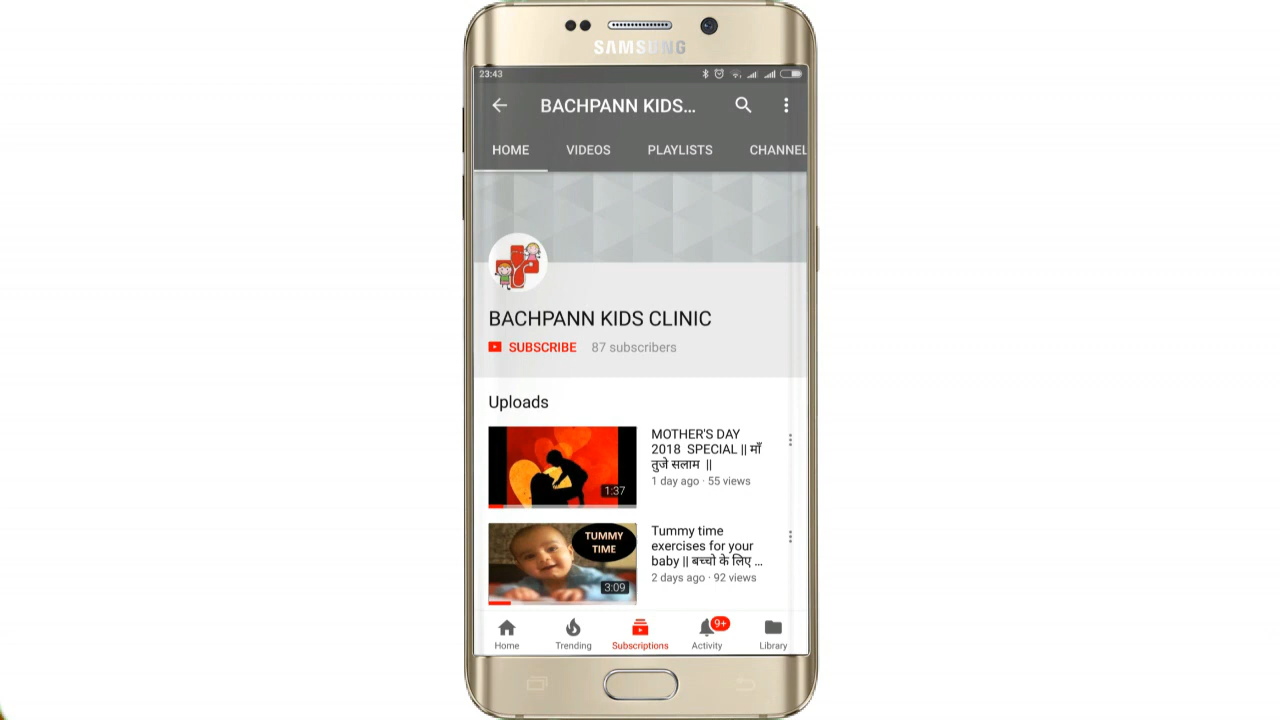 SAMSUNG
23:43
BACHPANN KIDS...
HOME VIDEOS PLAYLISTS CHANNEL
BACHPANN KIDS CLINIC
SUBSCRIBE 87 subscribers
Uploads
MOTHER'S DAY
2018 SPECIAL || माँ
तुजे सलाम ||
1 day ago · 55 views
1:37
TUMMY
TIME
3:09
Tummy time
exercises for your
baby || बच्चो के लिए ...
2 days ago · 92 views
9+
Home Trending Subscriptions Activity Library